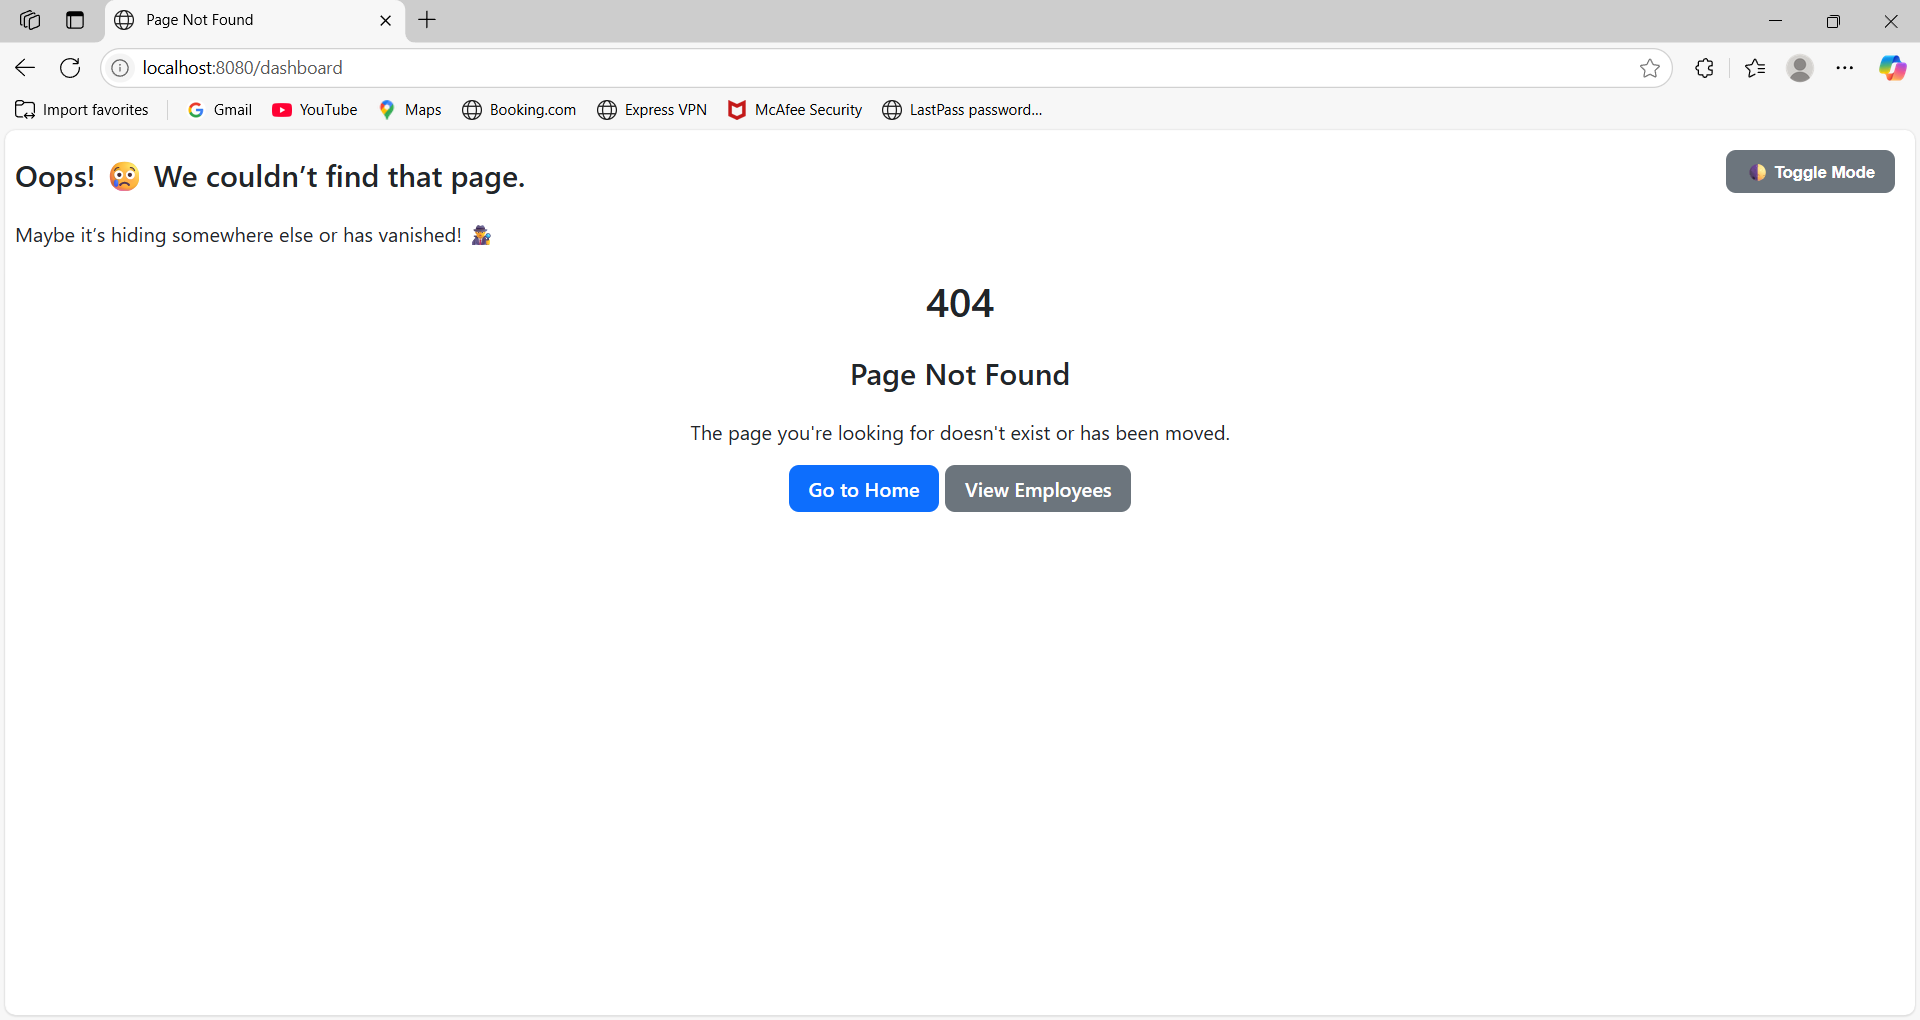 Page Not Found
localhost:8080/dashboard
Import favorites Gmail YouTube Maps Booking.com Express VPN McAfee Security LastPass password...
Oops! 😢 We couldn’t find that page.
Toggle Mode
Maybe it’s hiding somewhere else or has vanished! 🕵️
404
Page Not Found
The page you're looking for doesn't exist or has been moved.
Go to Home View Employees